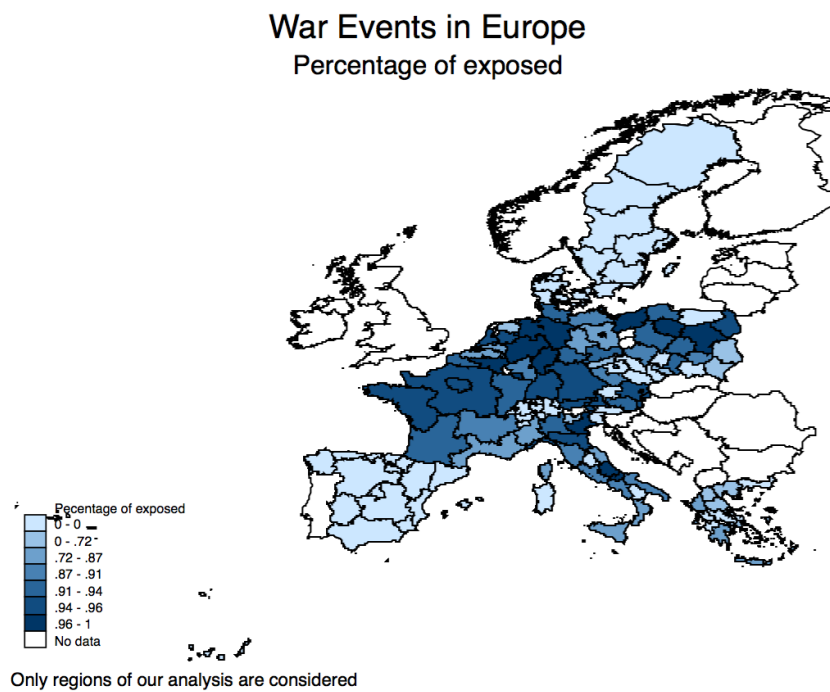 War Events in Europe
Percentage of exposed
Pecentage of exposed
0 - 0
0 - .72
.72 - .87
.87 - .91
.91 - .94
.94 - .96
.96 - 1
No data
Only regions of our analysis are considered